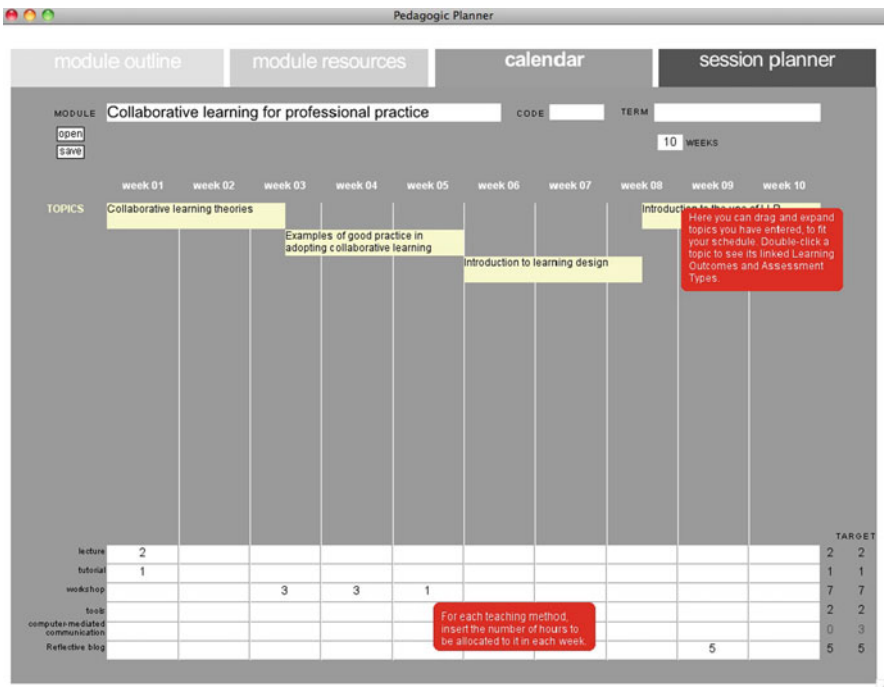 Pedagogic Planner
module outline
module resources
calendar
session planner
MODULE
Collaborative learning for professional practice
CODE
TERM
open
save
10 WEEKS
week 01 week 02 week 03 week 04 week 05 week 06 week 07 week 08 week 09 week 10
TOPICS
Collaborative learning theories
Examples of good practice in
adopting collaborative learning
Introduction to learning design
Introduction to the use of
Here you can drag and expand
topics you have entered, to fit
your schedule. Double-click a
topic to see its linked Learning
Outcomes and Assessment
Types.
TARGET
lecture 2 2 2
tutorial 1 1 1
workshop 3 3 1 7 7
tools 2 2
computer-mediated
communication 0 3
Reflective blog 5 5 5
For each teaching method,
insert the number of hours to
be allocated to it in each week.